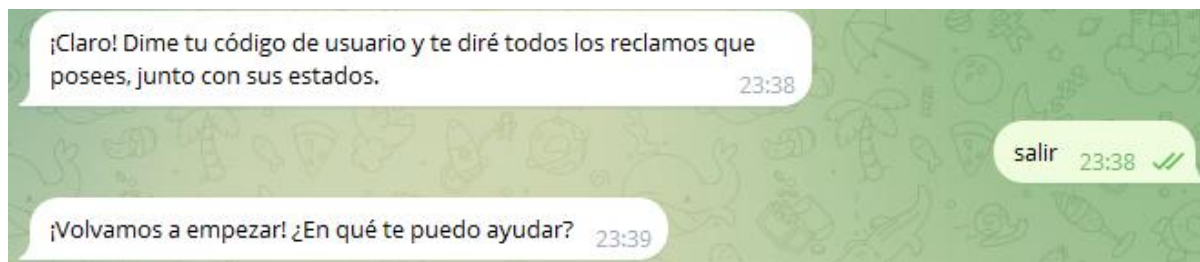 ¡Claro! Dime tu código de usuario y te diré todos los reclamos que
posees, junto con sus estados.
23:38
salir 23:38
¡Volvamos a empezar! ¿En qué te puedo ayudar? 23:39